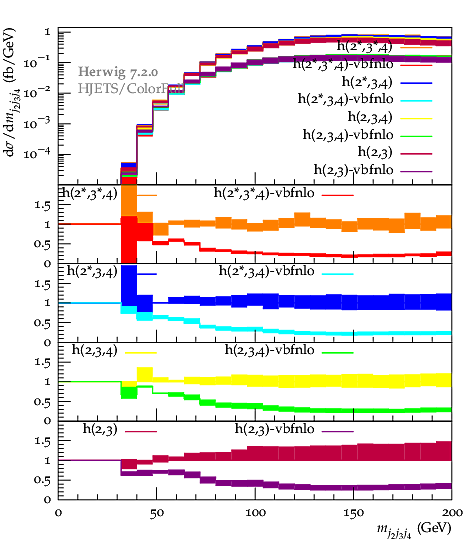 dσ/dm_{j2j3j4} (fb/GeV)
1
10^{−1}
10^{−2}
10^{−3}
10^{−4}
Herwig 7.2.0
HJETS/ColorFull
h(2*,3*,4)
h(2*,3*,4)-vbfnlo
h(2*,3,4)
h(2*,3,4)-vbfnlo
h(2,3,4)
h(2,3,4)-vbfnlo
h(2,3)
h(2,3)-vbfnlo
h(2*,3*,4) h(2*,3*,4)-vbfnlo
1.5
1
0.5
0
h(2*,3,4) h(2*,3,4)-vbfnlo
1.5
1
0.5
0
h(2,3,4) h(2,3,4)-vbfnlo
1.5
1
0.5
0
h(2,3) h(2,3)-vbfnlo
1.5
1
0.5
0
0 50 100 150 200
m_{j2j3j4} (GeV)